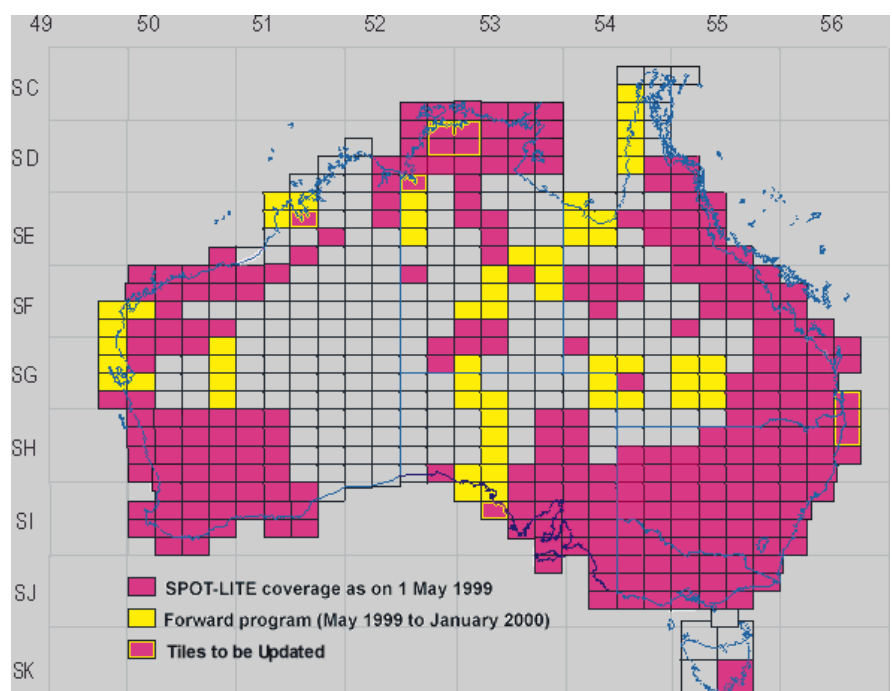 49 50 51 52 53 54 55 56
SC
SD
SE
SF
SG
SH
SI
SJ
SPOT-LITE coverage as on 1 May 1999
Forward program (May 1999 to January 2000)
Tiles to be Updated
SK